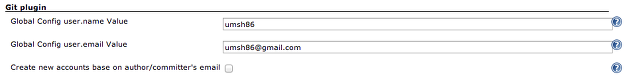 Git plugin
Global Config user.name Value umsh86
Global Config user.email Value umsh86@gmail.com
Create new accounts base on author/committer's email